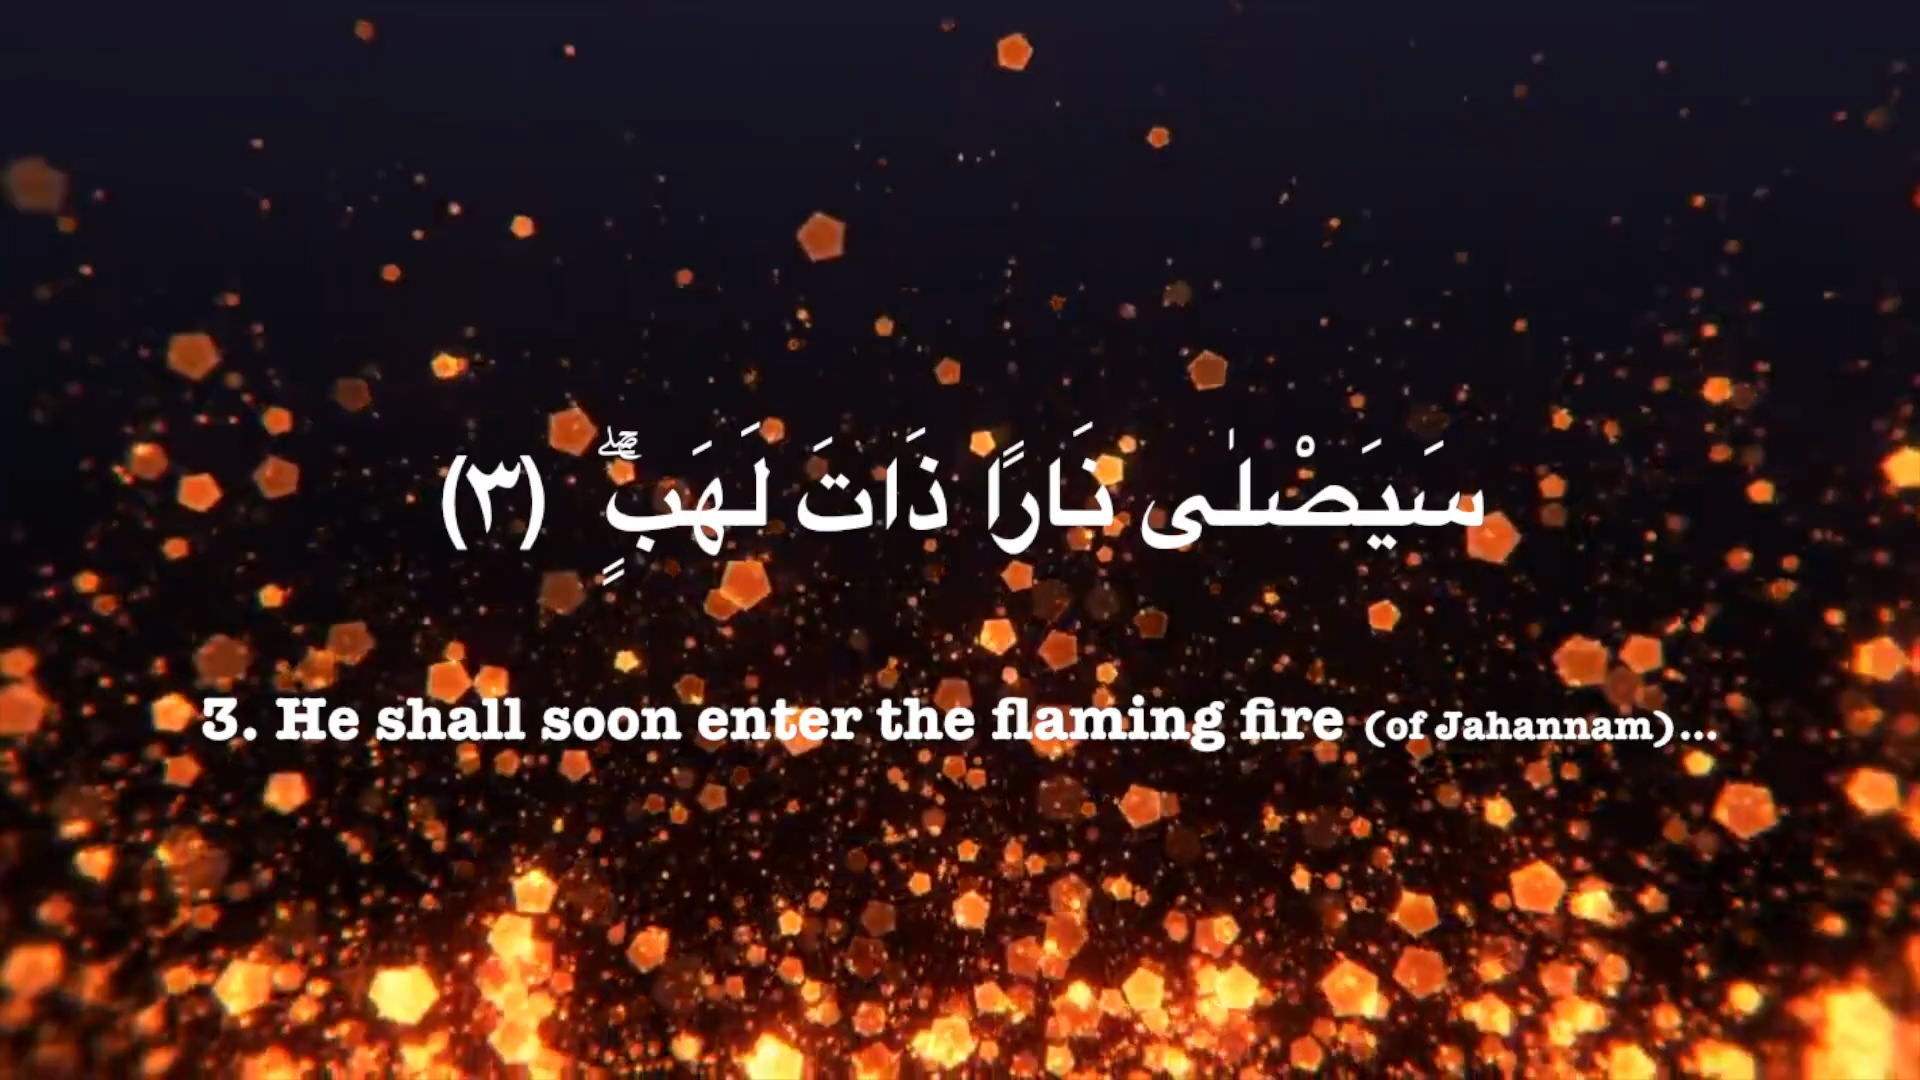 سَيَصْلٰى نَارًا ذَاتَ لَهَبٍۖ (٣)
3. He shall soon enter the flaming fire (of Jahannam)...